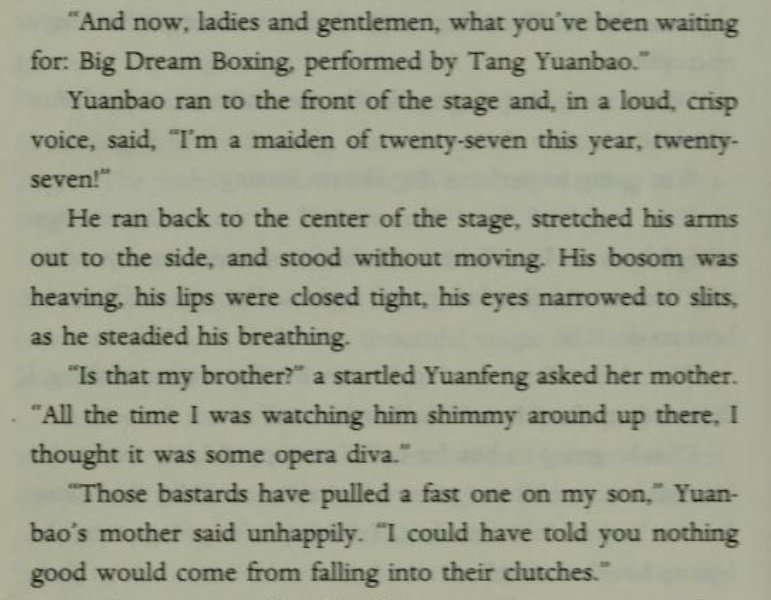 “And now, ladies and gentlemen, what you’ve been waiting
for: Big Dream Boxing, performed by Tang Yuanbao.”
Yuanbao ran to the front of the stage and, in a loud, crisp
voice, said, “I’m a maiden of twenty-seven this year, twenty-
seven!”
He ran back to the center of the stage, stretched his arms
out to the side, and stood without moving. His bosom was
heaving, his lips were closed tight, his eyes narrowed to slits,
as he steadied his breathing.
“Is that my brother?” a startled Yuanfeng asked her mother.
“All the time I was watching him shimmy around up there, I
thought it was some opera diva.”
“Those bastards have pulled a fast one on my son,” Yuan-
bao’s mother said unhappily. “I could have told you nothing
good would come from falling into their clutches.”